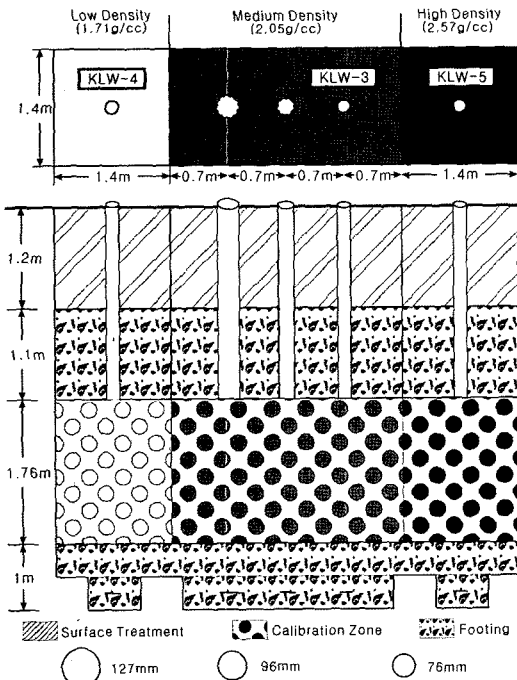 Low Density Medium Density High Density
(1.71g/cc) (2.05g/cc) (2.57g/cc)
KLW-4 KLW-3 KLW-5
1.4m
1.4m 0.7m 0.7m 0.7m 0.7m 1.4m
1.2m
1.1m
1.76m
1m
Surface Treatment Calibration Zone Footing
127mm 96mm 76mm